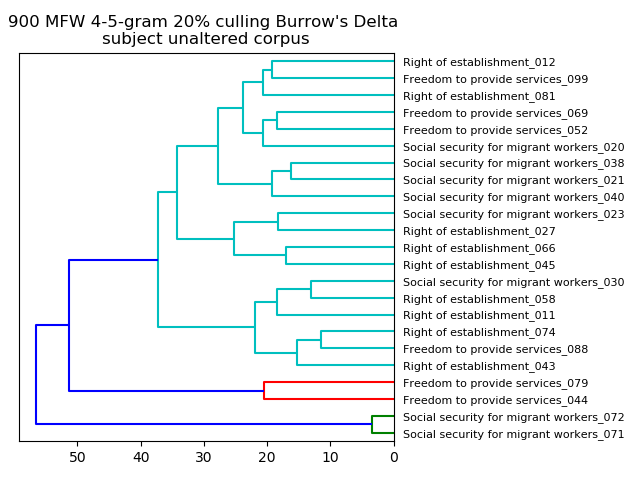 900 MFW 4-5-gram 20% culling Burrow's Delta
subject unaltered corpus
Right of establishment_012
Freedom to provide services_099
Right of establishment_081
Freedom to provide services_069
Freedom to provide services_052
Social security for migrant workers_020
Social security for migrant workers_038
Social security for migrant workers_021
Social security for migrant workers_040
Social security for migrant workers_023
Right of establishment_027
Right of establishment_066
Right of establishment_045
Social security for migrant workers_030
Right of establishment_058
Right of establishment_011
Right of establishment_074
Freedom to provide services_088
Right of establishment_043
Freedom to provide services_079
Freedom to provide services_044
Social security for migrant workers_072
Social security for migrant workers_071
50 40 30 20 10 0